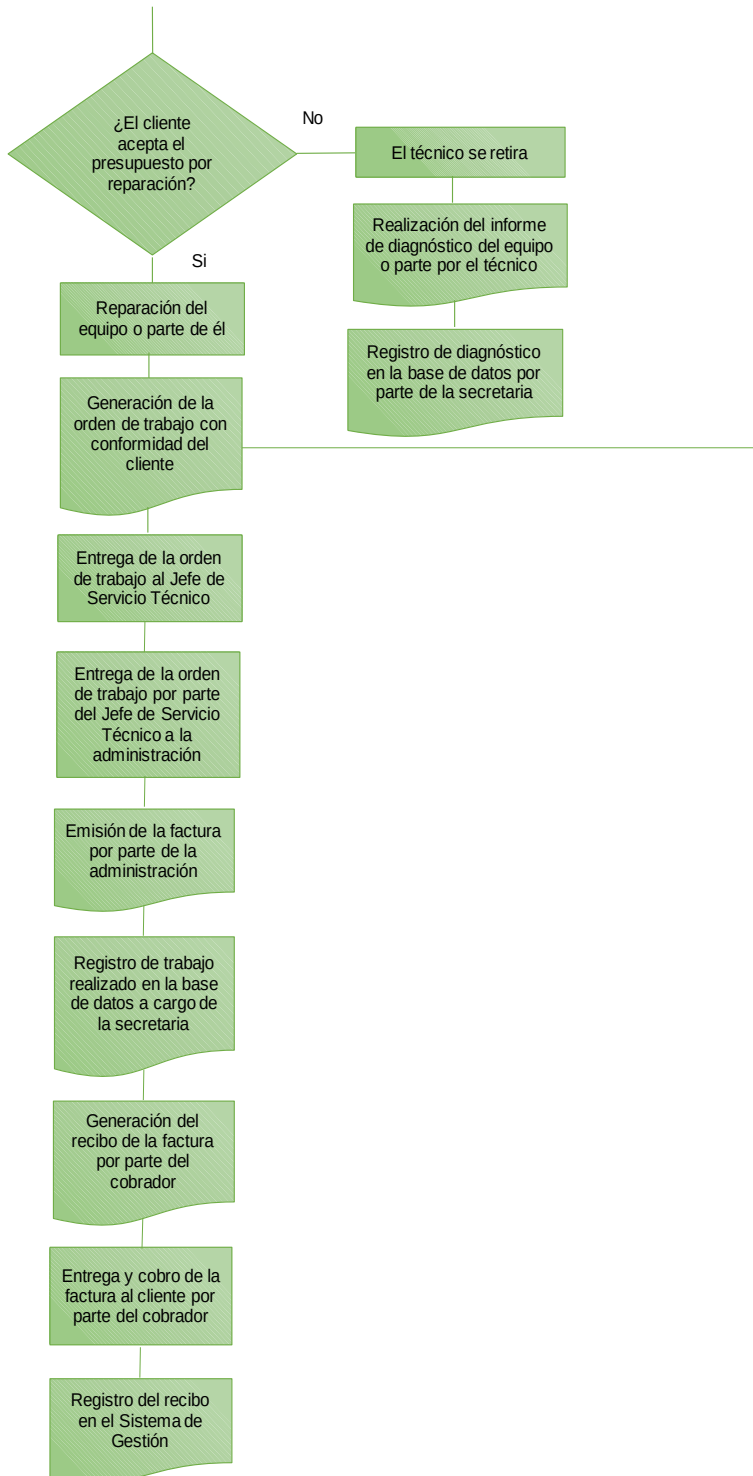 ¿El cliente
acepta el
presupuesto por
reparación?
No
El técnico se retira
Realización del informe
de diagnóstico del equipo
o parte por el técnico
Registro de diagnóstico
en la base de datos por
parte de la secretaria
Si
Reparación del
equipo o parte de él
Generación de la
orden de trabajo con
conformidad del
cliente
Entrega de la orden
de trabajo al Jefe de
Servicio Técnico
Entrega de la orden
de trabajo por parte
del Jefe de Servicio
Técnico a la
administración
Emisión de la factura
por parte de la
administración
Registro de trabajo
realizado en la base
de datos a cargo de
la secretaria
Generación del
recibo de la factura
por parte del
cobrador
Entrega y cobro de la
factura al cliente por
parte del cobrador
Registro del recibo
en el Sistema de
Gestión